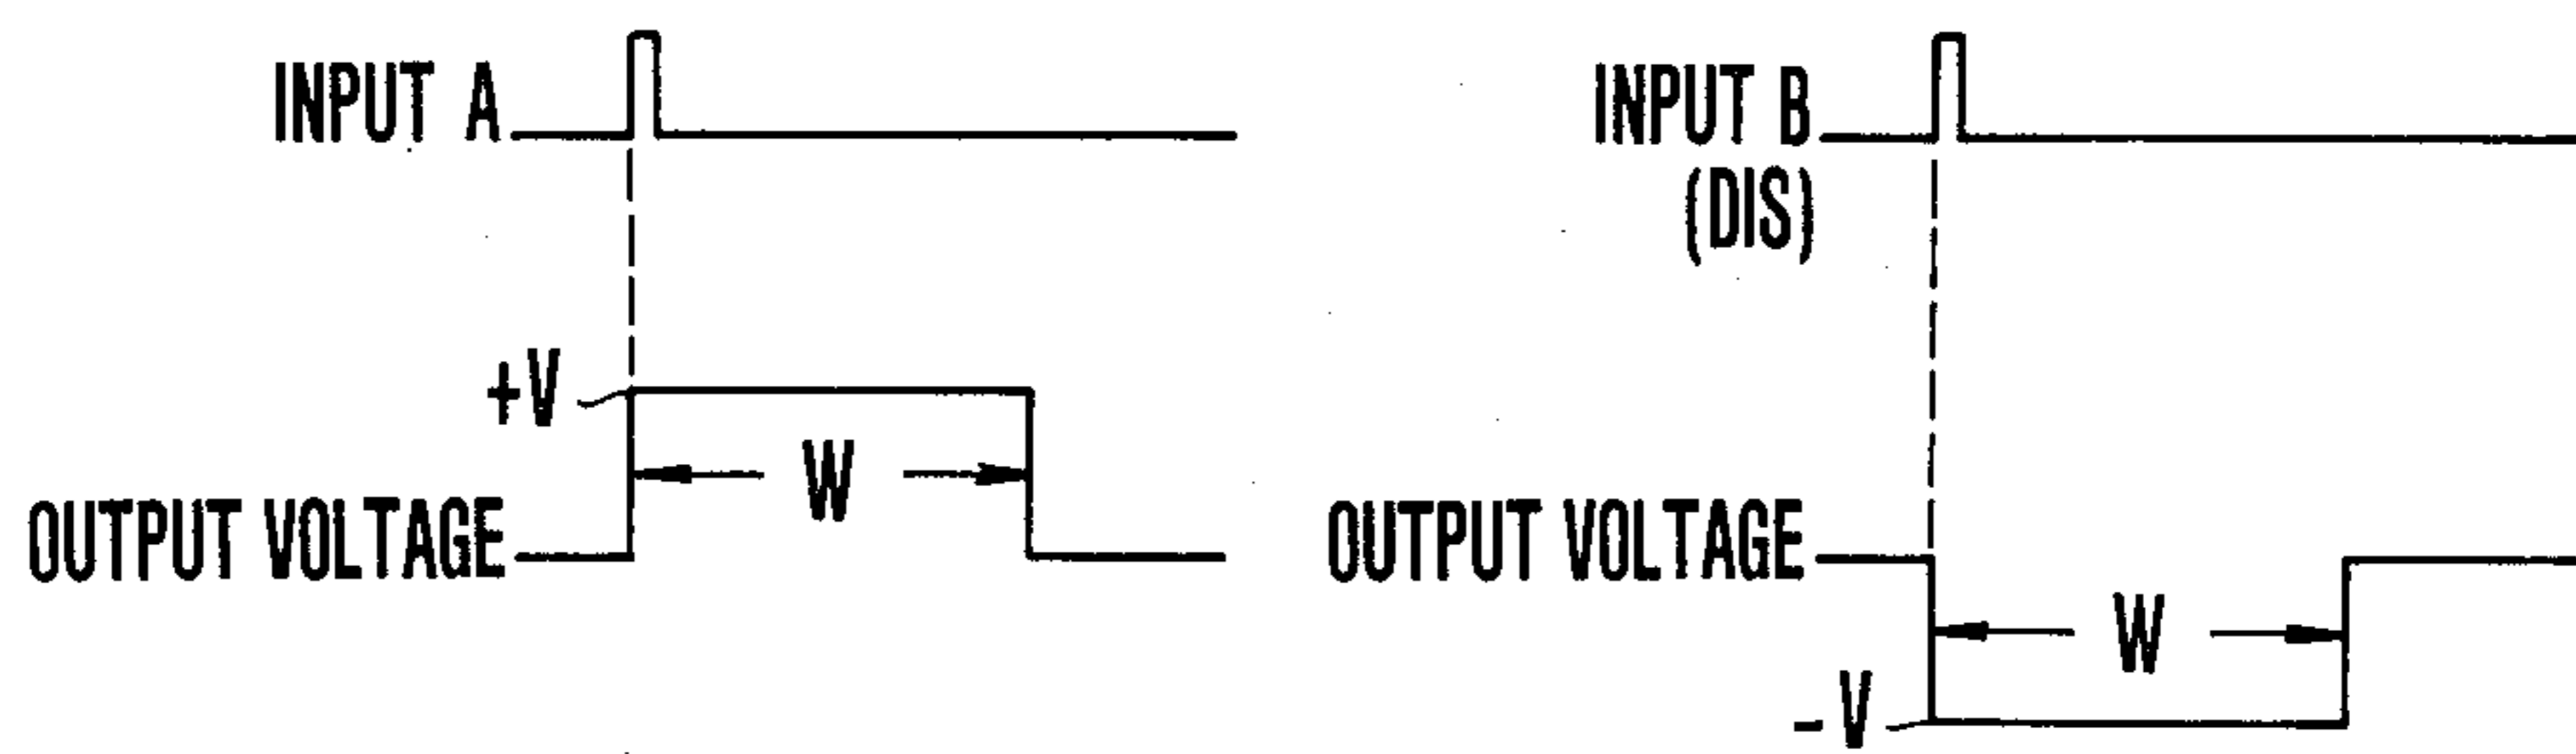 INPUT A
+V
W
OUTPUT VOLTAGE
INPUT B
(DIS)
OUTPUT VOLTAGE
W
-V